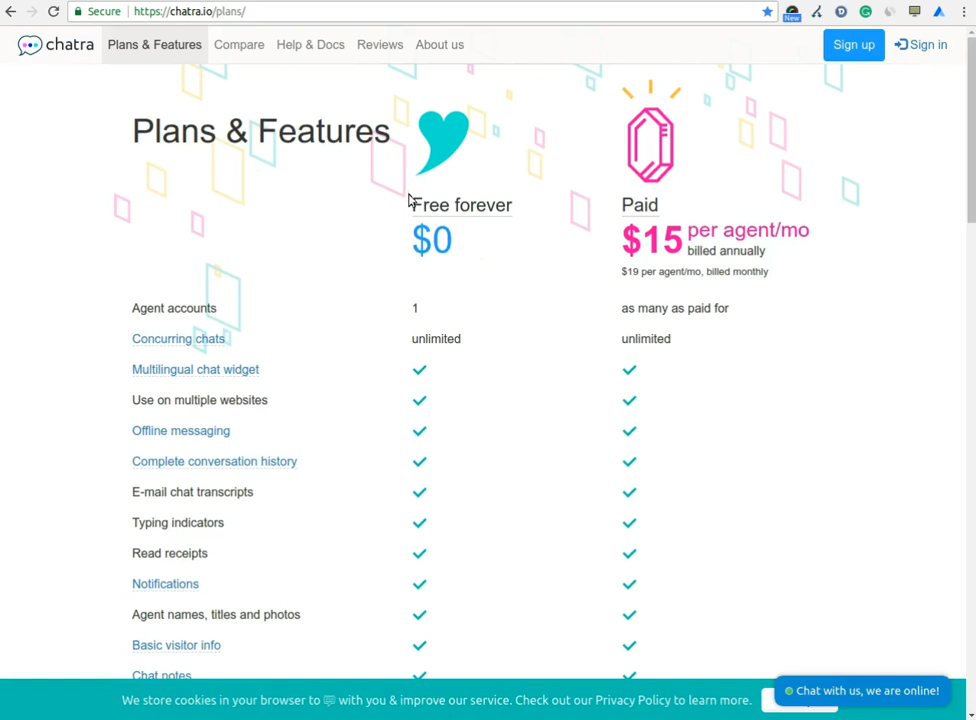 Secure https://chatra.io/plans/
New
chatra Plans & Features Compare Help & Docs Reviews About us Sign up Sign in
Plans & Features
Free forever Paid
$0 $15 per agent/mo
billed annually
$19 per agent/mo, billed monthly
Agent accounts 1 as many as paid for
Concurring chats unlimited unlimited
Multilingual chat widget
Use on multiple websites
Offline messaging
Complete conversation history
E-mail chat transcripts
Typing indicators
Read receipts
Notifications
Agent names, titles and photos
Basic visitor info
Chat notes
We store cookies in your browser to with you & improve our service. Check out our Privacy Policy to learn more.
Chat with us, we are online!